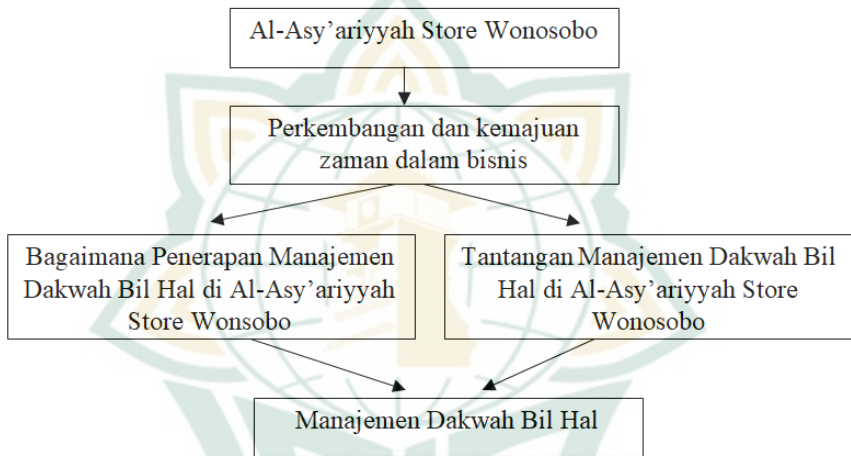 Al-Asy’ariyyah Store Wonosobo
Perkembangan dan kemajuan
zaman dalam bisnis
Bagaimana Penerapan Manajemen
Dakwah Bil Hal di Al-Asy’ariyyah
Store Wonsobo
Tantangan Manajemen Dakwah Bil
Hal di Al-Asy’ariyyah Store
Wonosobo
Manajemen Dakwah Bil Hal